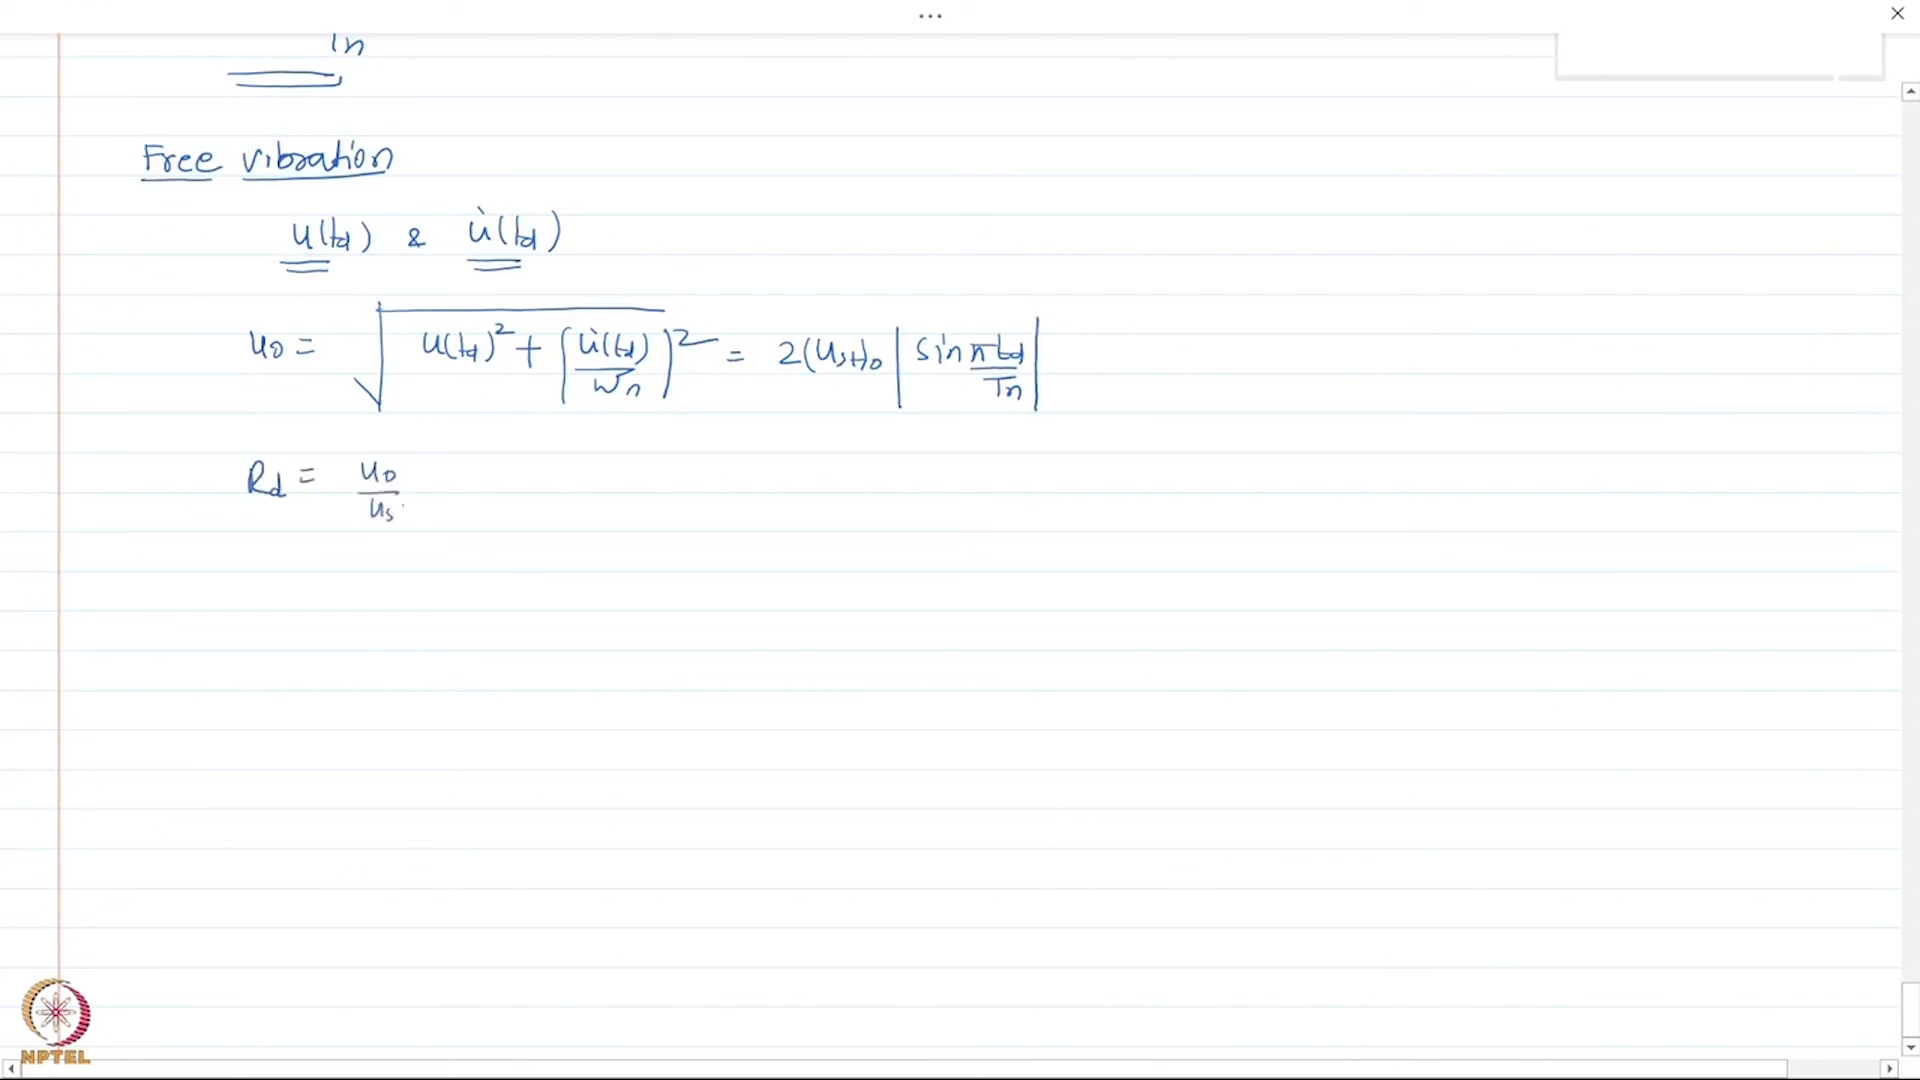 Tn
Free vibration
u(td) & u̇(td)
u0 = √ u(td)² + (u̇(td)/ωn)² = 2(ust)0 | sin πtd/Tn |
Rd = u0/us
NPTEL